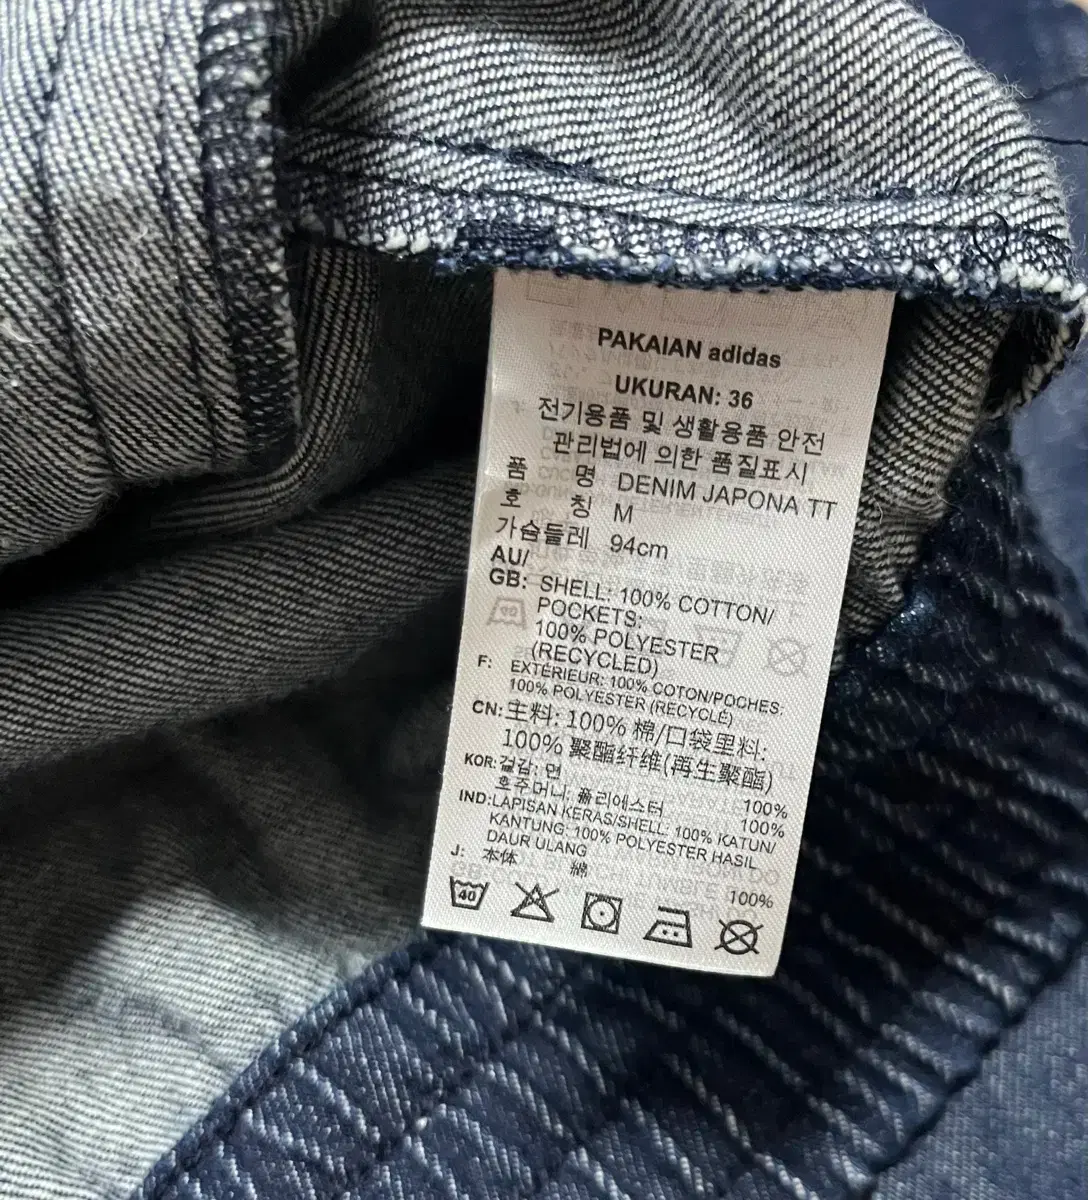 PAKAIAN adidas
UKURAN: 36
전기용품 및 생활용품 안전
관리법에 의한 품질표시
품 명 DENIM JAPONA TT
호 칭 M
가슴둘레 94cm
AU/
GB: SHELL: 100% COTTON/
POCKETS:
100% POLYESTER
(RECYCLED)
F: EXTÉRIEUR: 100% COTON/POCHES:
100% POLYESTER (RECYCLÉ)
CN: 主料: 100% 棉/口袋里料:
100% 聚酯纤维(再生聚酯)
KOR: 겉감: 면 100%
호주머니: 폴리에스터 100%
IND: LAPISAN KERAS/SHELL: 100% KATUN/
KANTUNG: 100% POLYESTER HASIL
DAUR ULANG
J: 本体 綿 100%
40